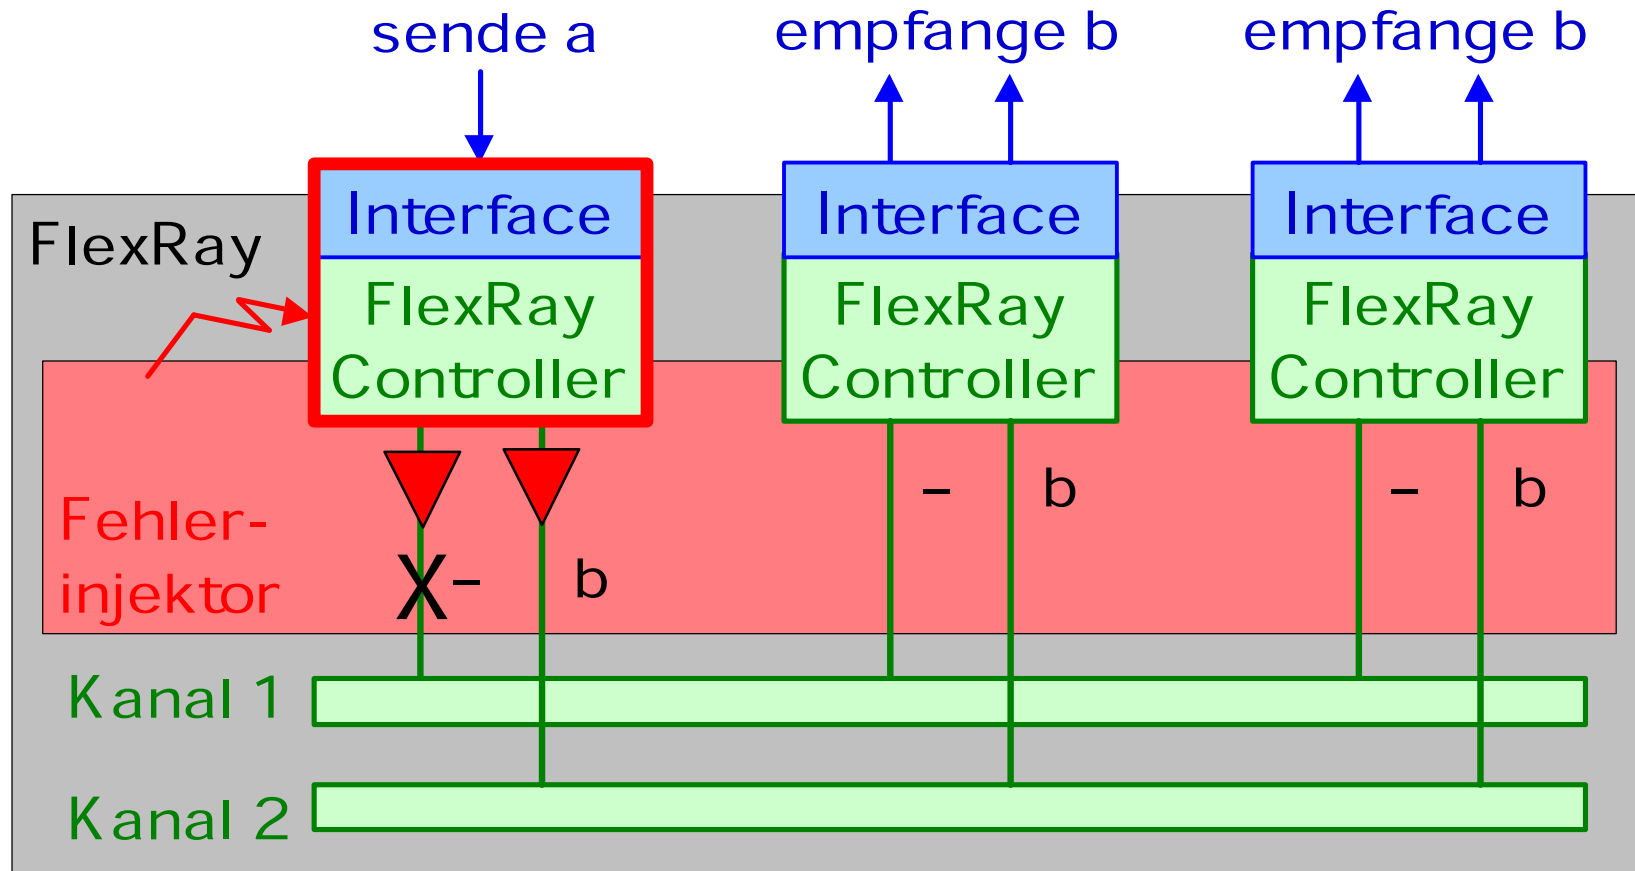 sende a
empfange b
empfange b
FlexRay
Interface
Interface
Interface
FlexRay
Controller
FlexRay
Controller
FlexRay
Controller
Fehler-
injektor
X-
b
-
b
-
b
Kanal 1
Kanal 2